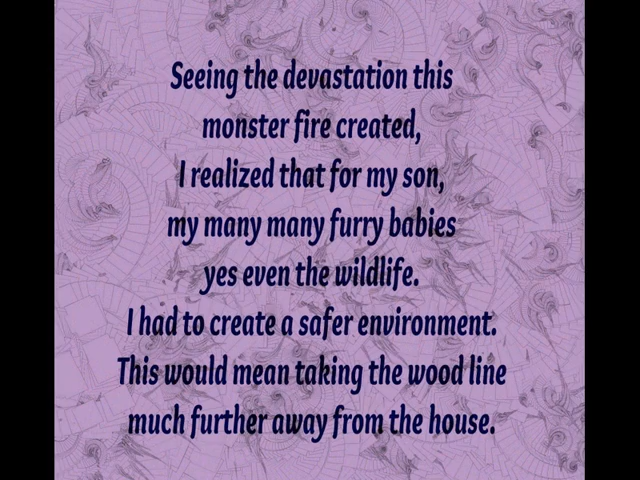 Seeing the devastation this
monster fire created,
I realized that for my son,
my many many furry babies
yes even the wildlife.
I had to create a safer environment.
This would mean taking the wood line
much further away from the house.